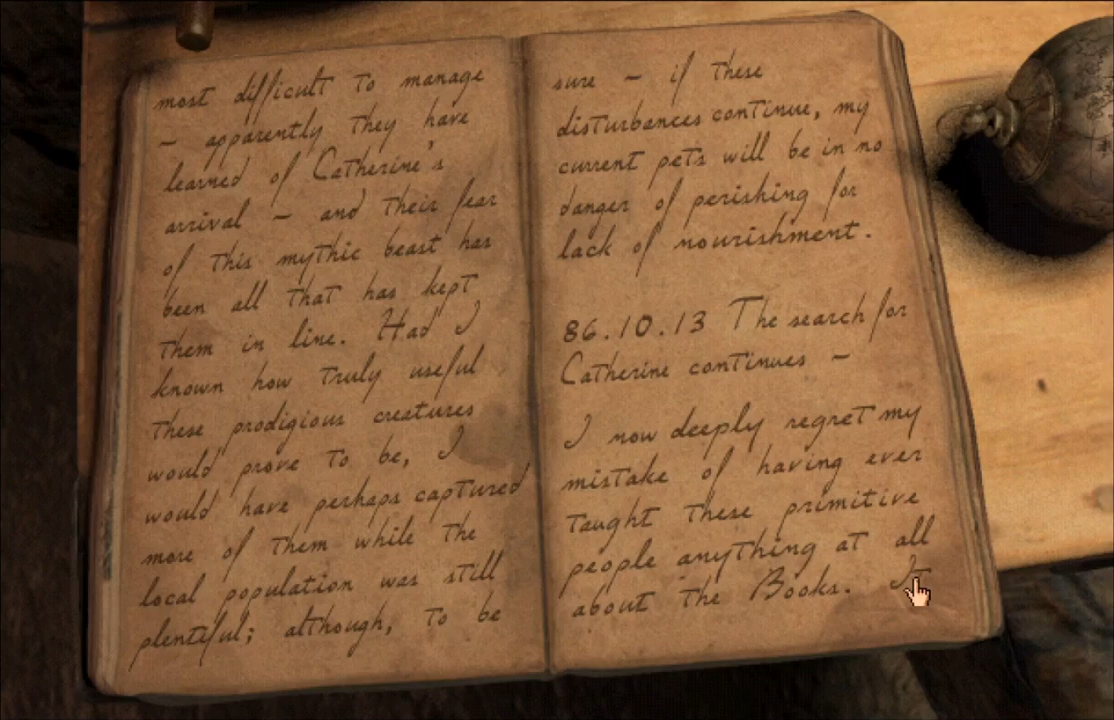 most difficult to manage
– apparently they have
learned of Catherine's
arrival – and their fear
of this mythic beast has
been all that has kept
them in line. Had I
known how truly useful
these prodigious creatures
would prove to be, I
would have perhaps captured
more of them while the
local population was still
plentiful; although, to be
sure – if these
disturbances continue, my
current pets will be in no
danger of perishing for
lack of nourishment.
86.10.13 The search for
Catherine continues –
I now deeply regret my
mistake of having ever
taught these primitive
people anything at all
about the Books. It